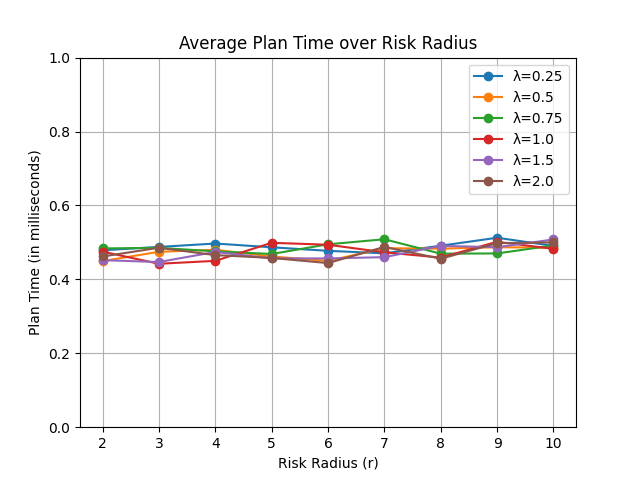 Average Plan Time over Risk Radius
1.0
0.8
0.6
0.4
0.2
0.0
Plan Time (in milliseconds)
λ=0.25
λ=0.5
λ=0.75
λ=1.0
λ=1.5
λ=2.0
2 3 4 5 6 7 8 9 10
Risk Radius (r)